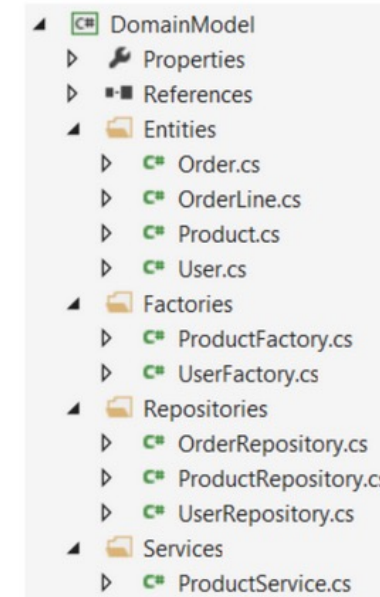 C# DomainModel
Properties
References
Entities
C# Order.cs
C# OrderLine.cs
C# Product.cs
C# User.cs
Factories
C# ProductFactory.cs
C# UserFactory.cs
Repositories
C# OrderRepository.cs
C# ProductRepository.cs
C# UserRepository.cs
Services
C# ProductService.cs